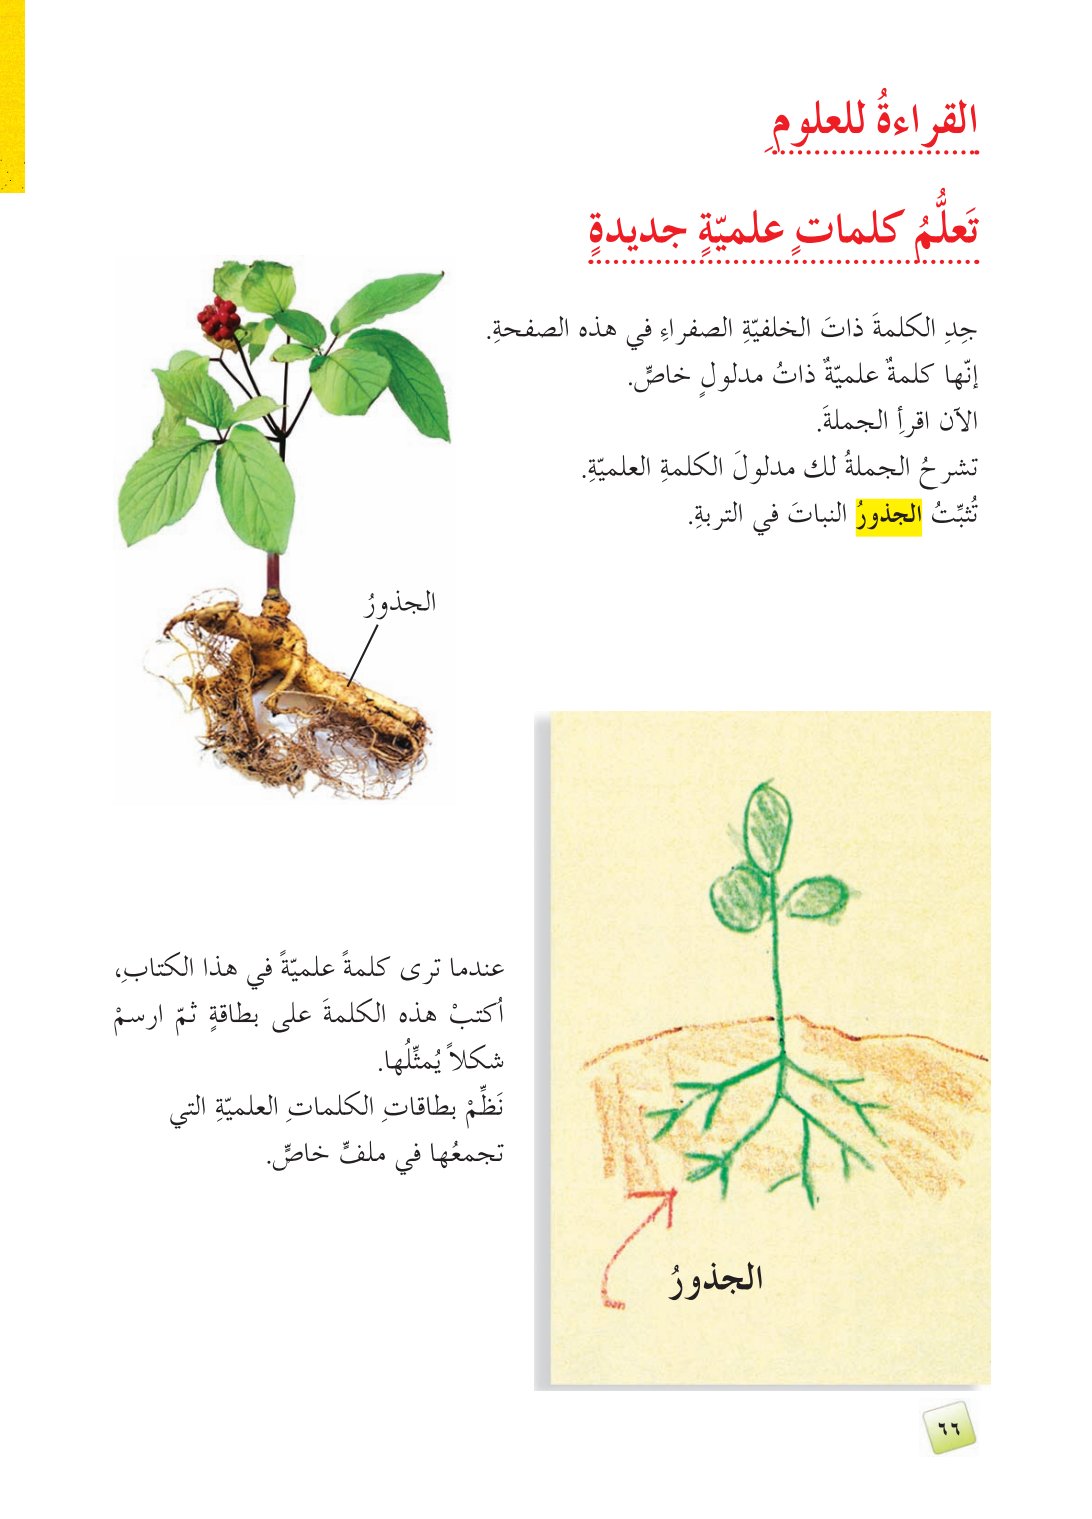 القراءةُ للعلومِ
تَعلُّمُ كلماتٍ علميّةٍ جديدةٍ
جِدِ الكلمةَ ذاتَ الخلفيّةِ الصفراءِ في هذه الصفحةِ.
إنّها كلمةٌ علميّةٌ ذاتُ مدلولٍ خاصٍّ.
الآن اقرأِ الجملةَ.
تشرحُ الجملةُ لك مدلولَ الكلمةِ العلميّةِ.
تُثبِّتُ الجذورُ النباتَ في التربةِ.
الجذورُ
عندما ترى كلمةً علميّةً في هذا الكتابِ،
اُكتبْ هذه الكلمةَ على بطاقةٍ ثمّ ارسمْ
شكلاً يُمثِّلُها.
نَظِّمْ بطاقاتِ الكلماتِ العلميّةِ التي
تجمعُها في ملفٍّ خاصٍّ.
الجذورُ
٦٦